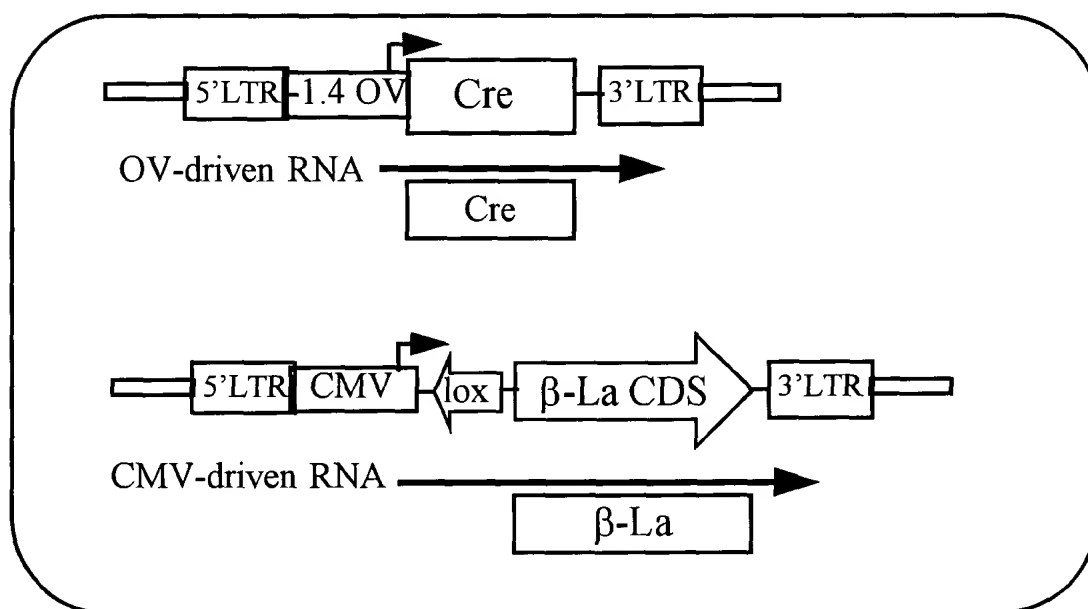 5'LTR -1.4 OV Cre 3'LTR
OV-driven RNA
Cre
5'LTR CMV lox β-La CDS 3'LTR
CMV-driven RNA
β-La